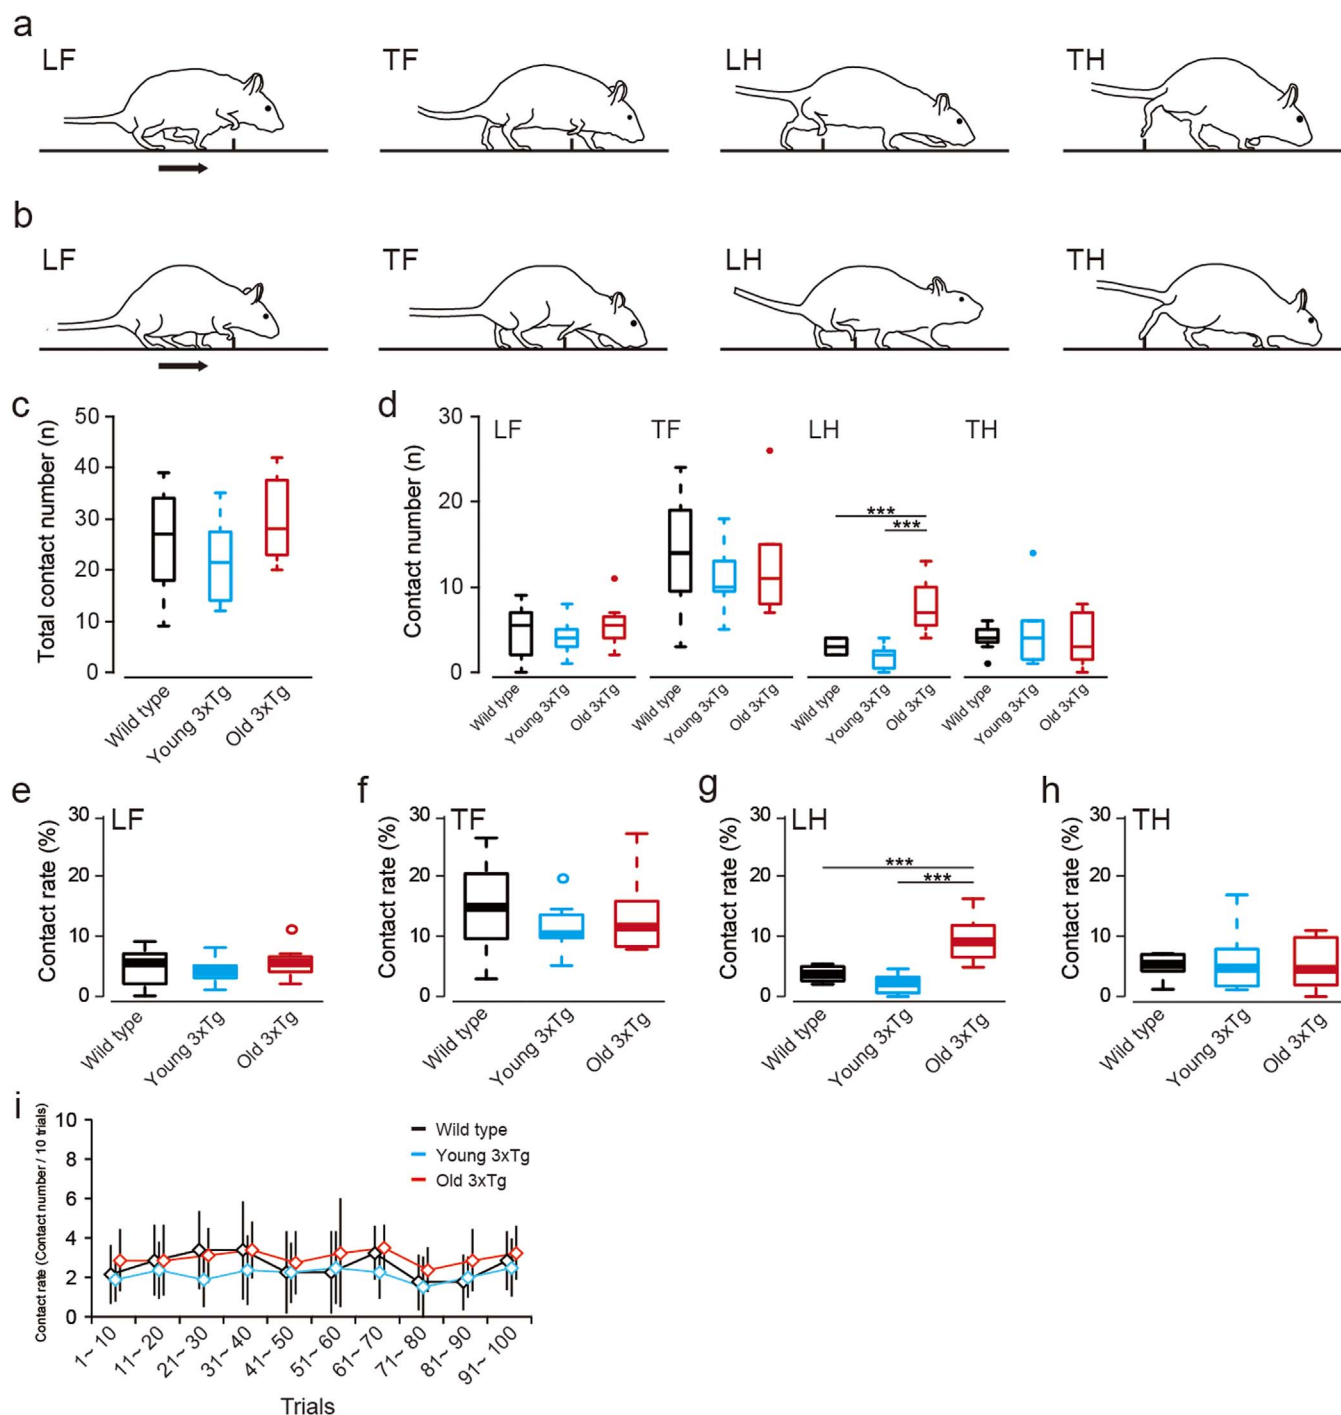 a
LF TF LH TH
b
LF TF LH TH
c
Total contact number (n)
50
40
30
20
10
0
Wild type
Young 3xTg
Old 3xTg
d
Contact number (n)
30
20
10
0
LF TF LH TH
***
***
Wild type
Young 3xTg
Old 3xTg
Wild type
Young 3xTg
Old 3xTg
Wild type
Young 3xTg
Old 3xTg
Wild type
Young 3xTg
Old 3xTg
e
LF
Contact rate (%)
30
20
10
0
Wild type
Young 3xTg
Old 3xTg
f
TF
Contact rate (%)
30
20
10
0
Wild type
Young 3xTg
Old 3xTg
g
LH
Contact rate (%)
30
20
10
0
***
***
Wild type
Young 3xTg
Old 3xTg
h
TH
Contact rate (%)
30
20
10
0
Wild type
Young 3xTg
Old 3xTg
i
Contact rate (Contact number / 10 trials)
10
8
6
4
2
0
Wild type
Young 3xTg
Old 3xTg
1~ 10
11~ 20
21~ 30
31~ 40
41~ 50
51~ 60
61~ 70
71~ 80
81~ 90
91~ 100
Trials